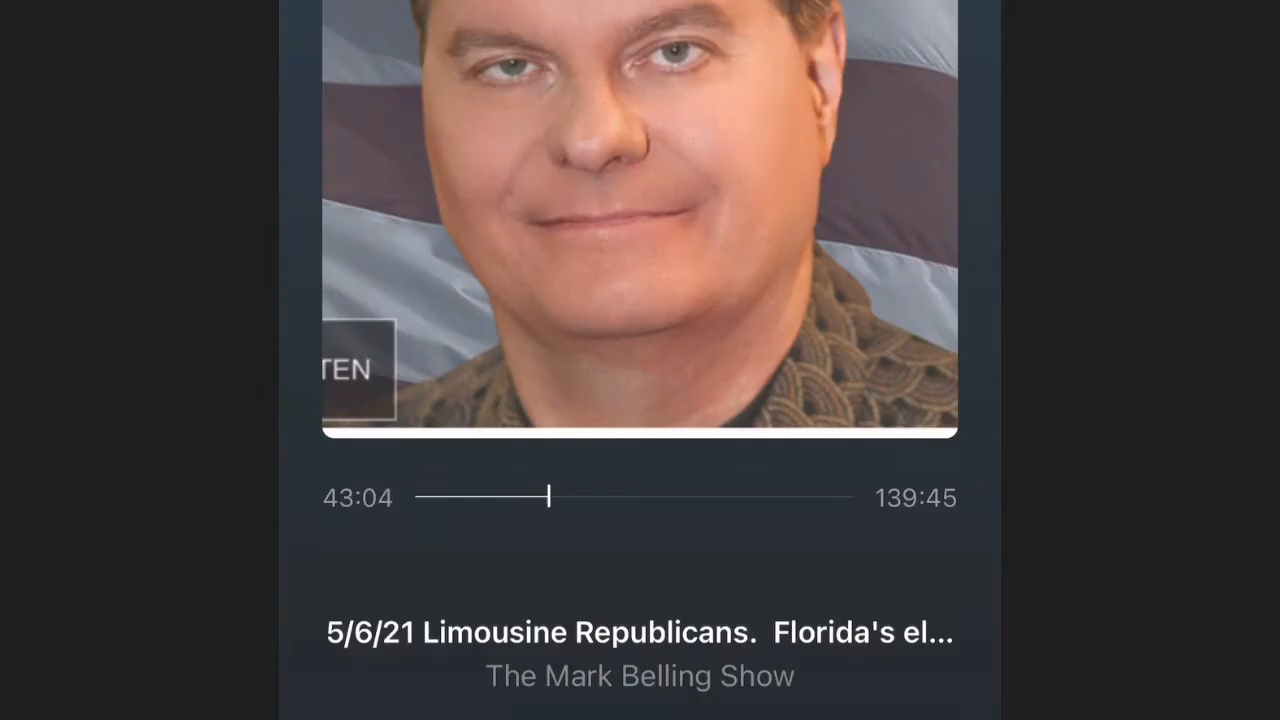 TEN
43:04 139:45
5/6/21 Limousine Republicans. Florida's el...
The Mark Belling Show